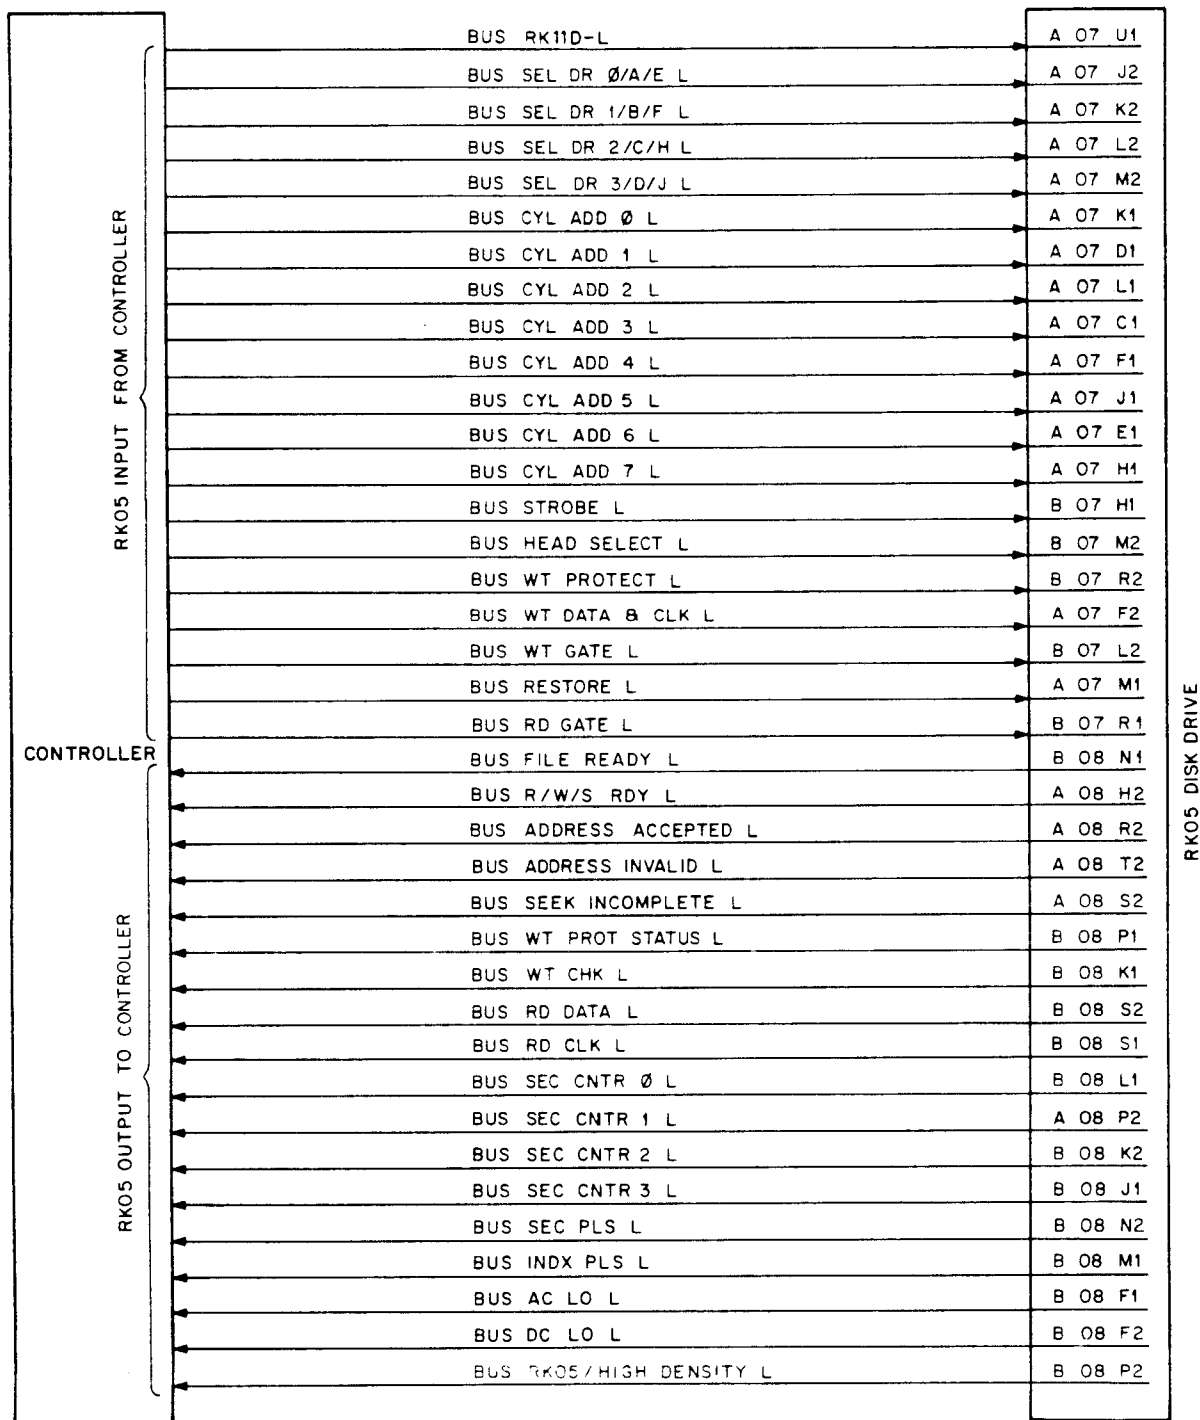 BUS RK11D-L A 07 U1
BUS SEL DR Ø/A/E L A 07 J2
BUS SEL DR 1/B/F L A 07 K2
BUS SEL DR 2/C/H L A 07 L2
BUS SEL DR 3/D/J L A 07 M2
BUS CYL ADD Ø L A 07 K1
BUS CYL ADD 1 L A 07 D1
BUS CYL ADD 2 L A 07 L1
BUS CYL ADD 3 L A 07 C1
BUS CYL ADD 4 L A 07 F1
BUS CYL ADD 5 L A 07 J1
BUS CYL ADD 6 L A 07 E1
BUS CYL ADD 7 L A 07 H1
BUS STROBE L B 07 H1
BUS HEAD SELECT L B 07 M2
BUS WT PROTECT L B 07 R2
BUS WT DATA & CLK L A 07 F2
BUS WT GATE L B 07 L2
BUS RESTORE L A 07 M1
BUS RD GATE L B 07 R1
RK05 INPUT FROM CONTROLLER
CONTROLLER
RK05 DISK DRIVE
BUS FILE READY L B 08 N1
BUS R/W/S RDY L A 08 H2
BUS ADDRESS ACCEPTED L A 08 R2
BUS ADDRESS INVALID L A 08 T2
BUS SEEK INCOMPLETE L A 08 S2
BUS WT PROT STATUS L B 08 P1
BUS WT CHK L B 08 K1
BUS RD DATA L B 08 S2
BUS RD CLK L B 08 S1
BUS SEC CNTR Ø L B 08 L1
BUS SEC CNTR 1 L A 08 P2
BUS SEC CNTR 2 L B 08 K2
BUS SEC CNTR 3 L B 08 J1
BUS SEC PLS L B 08 N2
BUS INDX PLS L B 08 M1
BUS AC LO L B 08 F1
BUS DC LO L B 08 F2
BUS RK05/HIGH DENSITY L B 08 P2
RK05 OUTPUT TO CONTROLLER